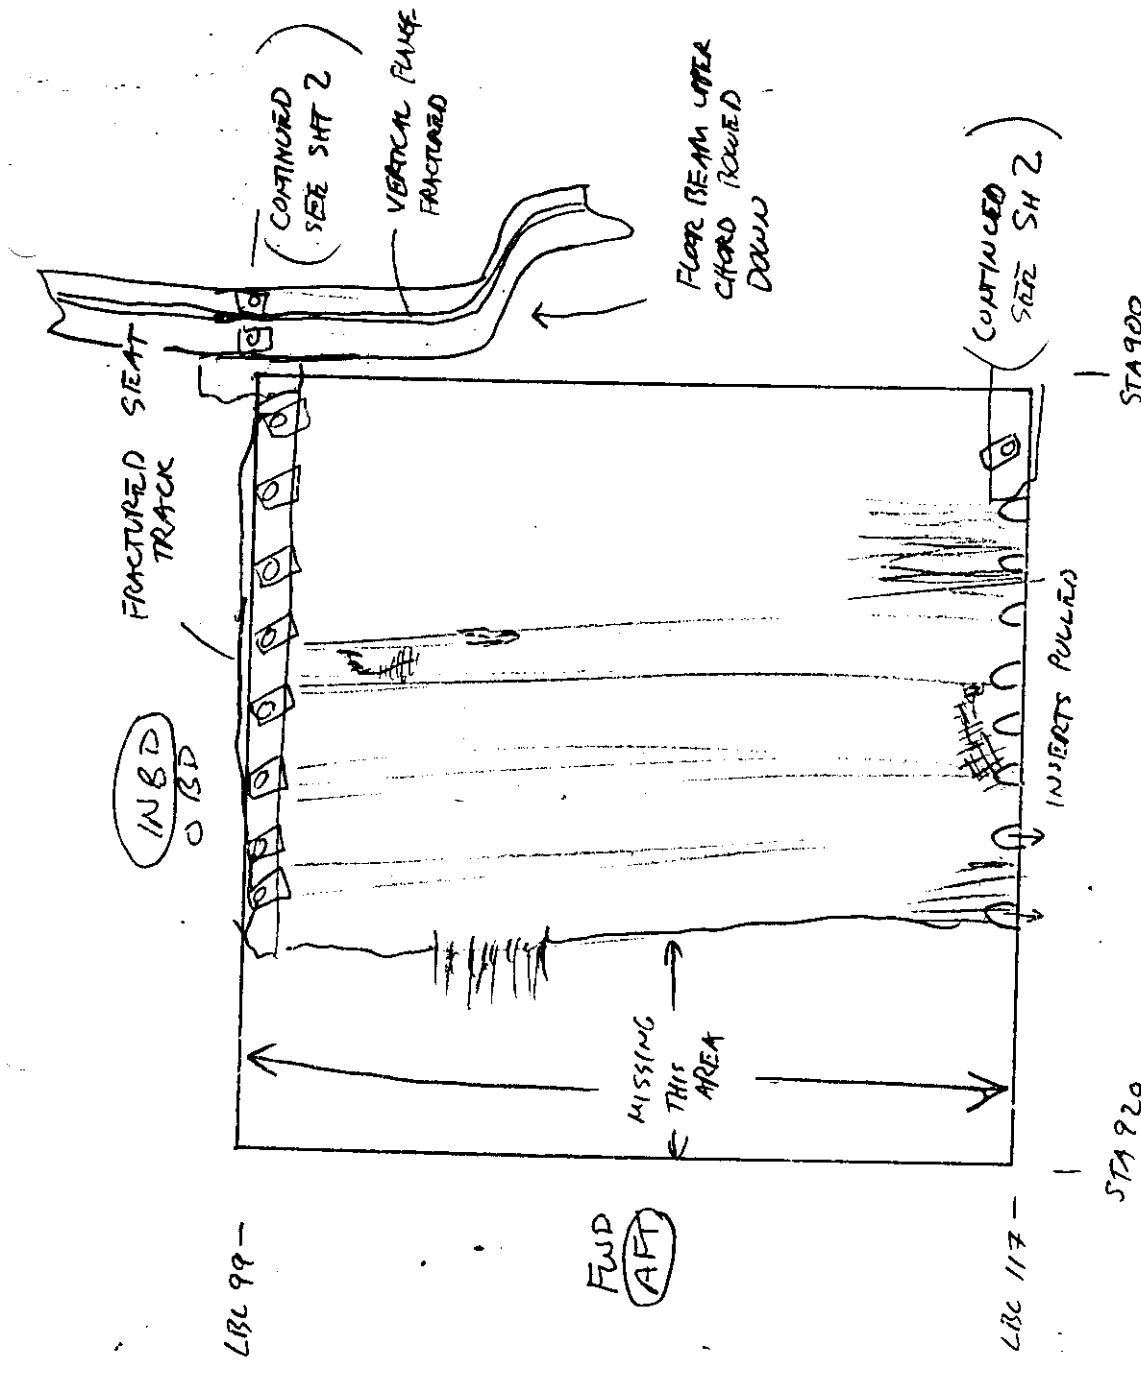 (CONTINUED
SEE SHT 2)
VERTICAL FLANGE
FRACTURED
FLOOR BEAM UPPER
CHORD BOWED
DOWN
(CONTINUED
SEE SH 2)
FRACTURED SEAT
TRACK
INBD
OBD
INSERTS PULLED
MISSING
THIS
AREA
FWD
AFT
LBL 99
LBL 117
STA 900
STA 920